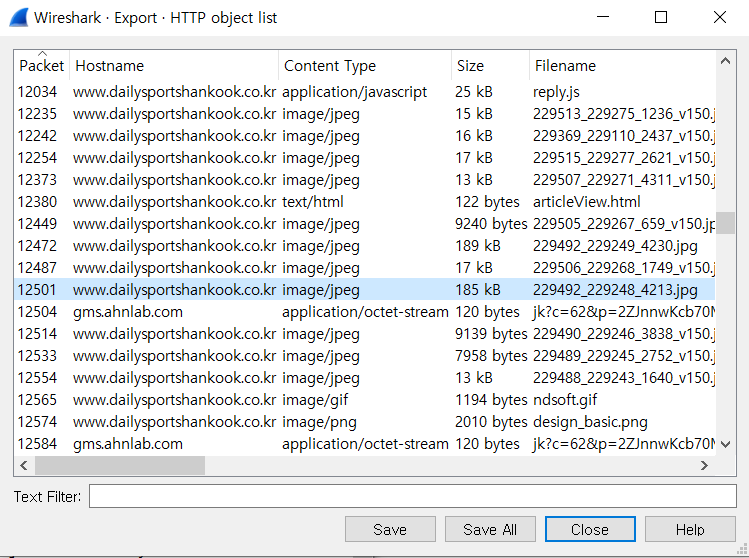 Wireshark · Export · HTTP object list
Packet Hostname Content Type Size Filename
12034 www.dailysportshankook.co.kr application/javascript 25 kB reply.js
12235 www.dailysportshankook.co.kr image/jpeg 15 kB 229513_229275_1236_v150.j
12242 www.dailysportshankook.co.kr image/jpeg 16 kB 229369_229110_2437_v150.j
12254 www.dailysportshankook.co.kr image/jpeg 17 kB 229515_229277_2621_v150.j
12373 www.dailysportshankook.co.kr image/jpeg 13 kB 229507_229271_4311_v150.j
12380 www.dailysportshankook.co.kr text/html 122 bytes articleView.html
12449 www.dailysportshankook.co.kr image/jpeg 9240 bytes 229505_229267_659_v150.jp
12472 www.dailysportshankook.co.kr image/jpeg 189 kB 229492_229249_4230.jpg
12487 www.dailysportshankook.co.kr image/jpeg 17 kB 229506_229268_1749_v150.j
12501 www.dailysportshankook.co.kr image/jpeg 185 kB 229492_229248_4213.jpg
12504 gms.ahnlab.com application/octet-stream 120 bytes jk?c=62&p=2ZJnnwKcb70N
12514 www.dailysportshankook.co.kr image/jpeg 9139 bytes 229490_229246_3838_v150.j
12533 www.dailysportshankook.co.kr image/jpeg 7958 bytes 229489_229245_2752_v150.j
12554 www.dailysportshankook.co.kr image/jpeg 13 kB 229488_229243_1640_v150.j
12565 www.dailysportshankook.co.kr image/gif 1194 bytes ndsoft.gif
12574 www.dailysportshankook.co.kr image/png 2010 bytes design_basic.png
12584 gms.ahnlab.com application/octet-stream 120 bytes jk?c=62&p=2ZJnnwKcb70N
Text Filter:
Save Save All Close Help